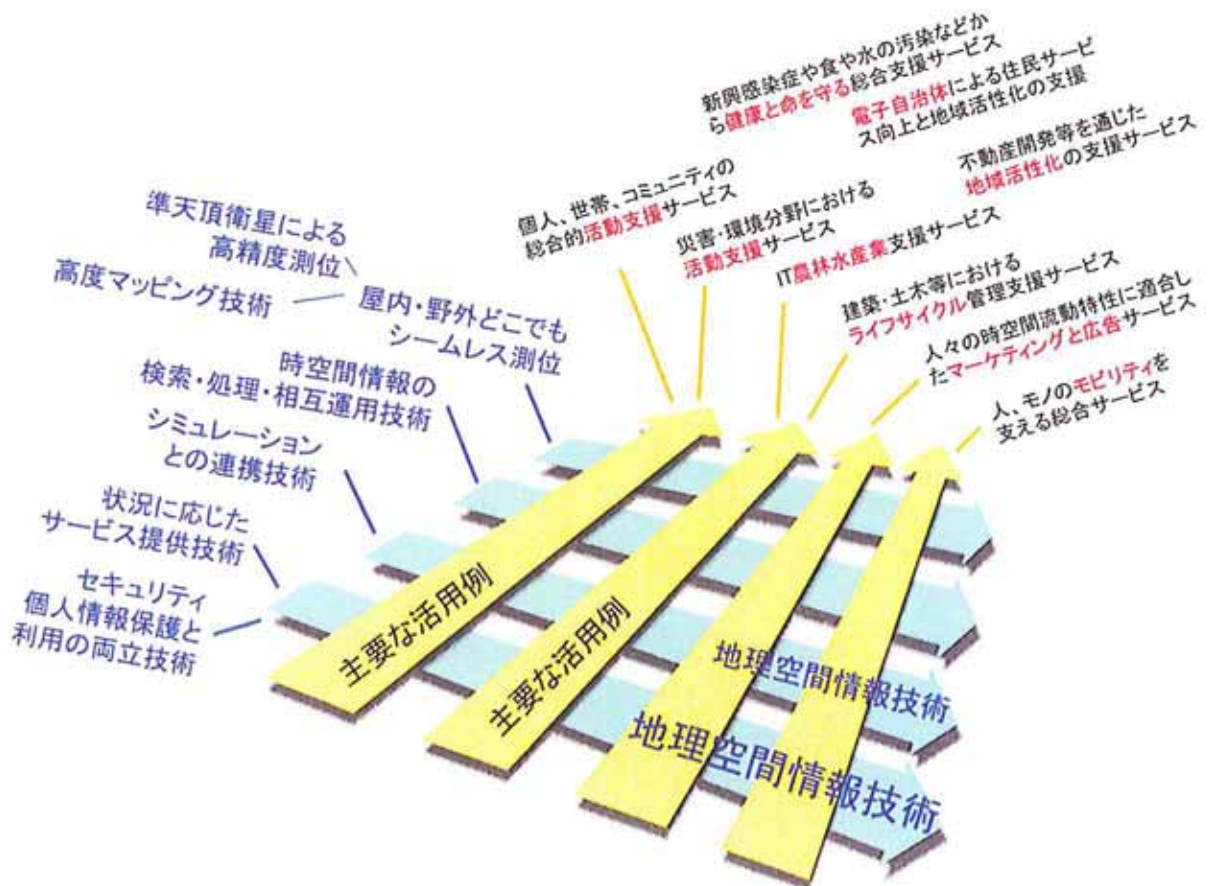 新興感染症や食や水の汚染などか
ら健康と命を守る総合支援サービス
電子自治体による住民サービ
ス向上と地域活性化の支援
不動産開発等を通じた
地域活性化の支援サービス
個人、世帯、コミュニティの
総合的活動支援サービス
災害・環境分野における
活動支援サービス
IT農林水産業支援サービス
建築・土木等における
ライフサイクル管理支援サービス
人々の時空間流動特性に適合し
たマーケティングと広告サービス
人、モノのモビリティを
支える総合サービス
準天頂衛星による
高精度測位
高度マッピング技術
屋内・野外どこでも
シームレス測位
時空間情報の
検索・処理・相互運用技術
シミュレーション
との連携技術
状況に応じた
サービス提供技術
セキュリティ
個人情報保護と
利用の両立技術
主要な活用例
主要な活用例
地理空間情報技術
地理空間情報技術